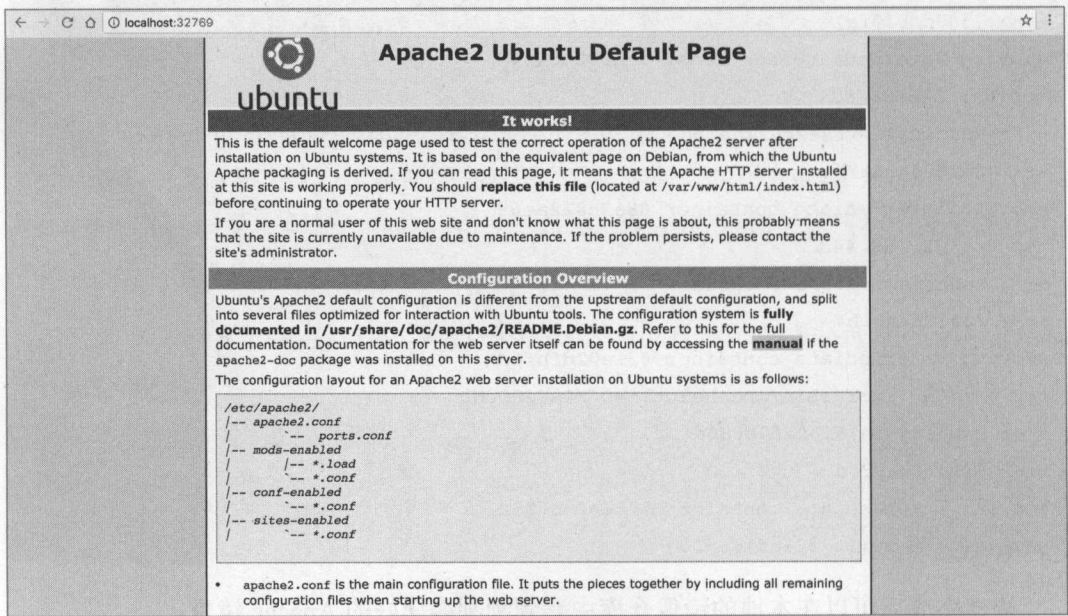 localhost:32769
Apache2 Ubuntu Default Page
ubuntu
It works!
This is the default welcome page used to test the correct operation of the Apache2 server after
installation on Ubuntu systems. It is based on the equivalent page on Debian, from which the Ubuntu
Apache packaging is derived. If you can read this page, it means that the Apache HTTP server installed
at this site is working properly. You should replace this file (located at /var/www/html/index.html)
before continuing to operate your HTTP server.
If you are a normal user of this web site and don't know what this page is about, this probably means
that the site is currently unavailable due to maintenance. If the problem persists, please contact the
site's administrator.
Configuration Overview
Ubuntu's Apache2 default configuration is different from the upstream default configuration, and split
into several files optimized for interaction with Ubuntu tools. The configuration system is fully
documented in /usr/share/doc/apache2/README.Debian.gz. Refer to this for the full
documentation. Documentation for the web server itself can be found by accessing the manual if the
apache2-doc package was installed on this server.
The configuration layout for an Apache2 web server installation on Ubuntu systems is as follows:
/etc/apache2/
|-- apache2.conf
|       `--  ports.conf
|-- mods-enabled
|       |-- *.load
|       `-- *.conf
|-- conf-enabled
|       `-- *.conf
|-- sites-enabled
|       `-- *.conf
• apache2.conf is the main configuration file. It puts the pieces together by including all remaining
configuration files when starting up the web server.